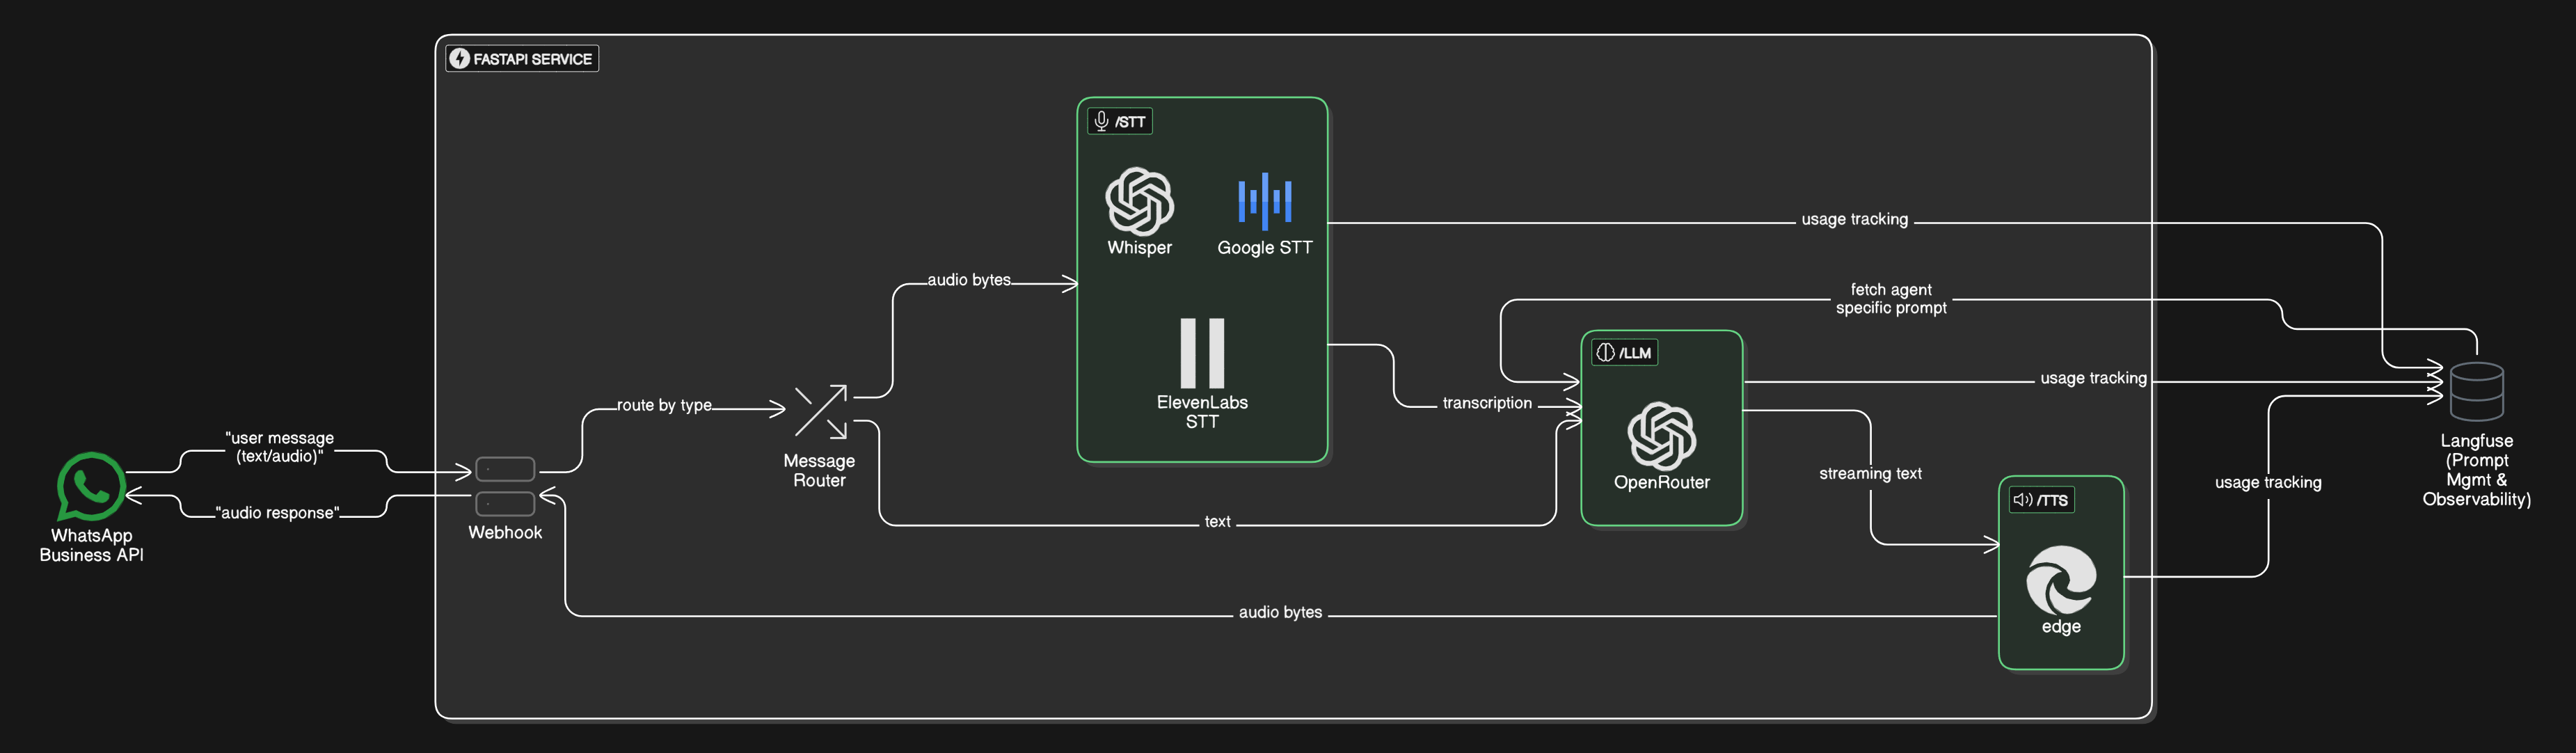 FASTAPI SERVICE
/STT
Whisper
Google STT
ElevenLabs
STT
usage tracking
audio bytes
fetch agent
specific prompt
/LLM
OpenRouter
usage tracking
route by type
transcription
Message
Router
"user message
(text/audio)"
"audio response"
WhatsApp
Business API
Webhook
text
streaming text
/TTS
edge
usage tracking
Langfuse
(Prompt
Mgmt &
Observability)
audio bytes